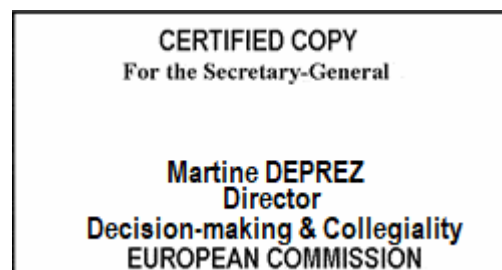 CERTIFIED COPY
For the Secretary-General
Martine DEPREZ
Director
Decision-making & Collegiality
EUROPEAN COMMISSION